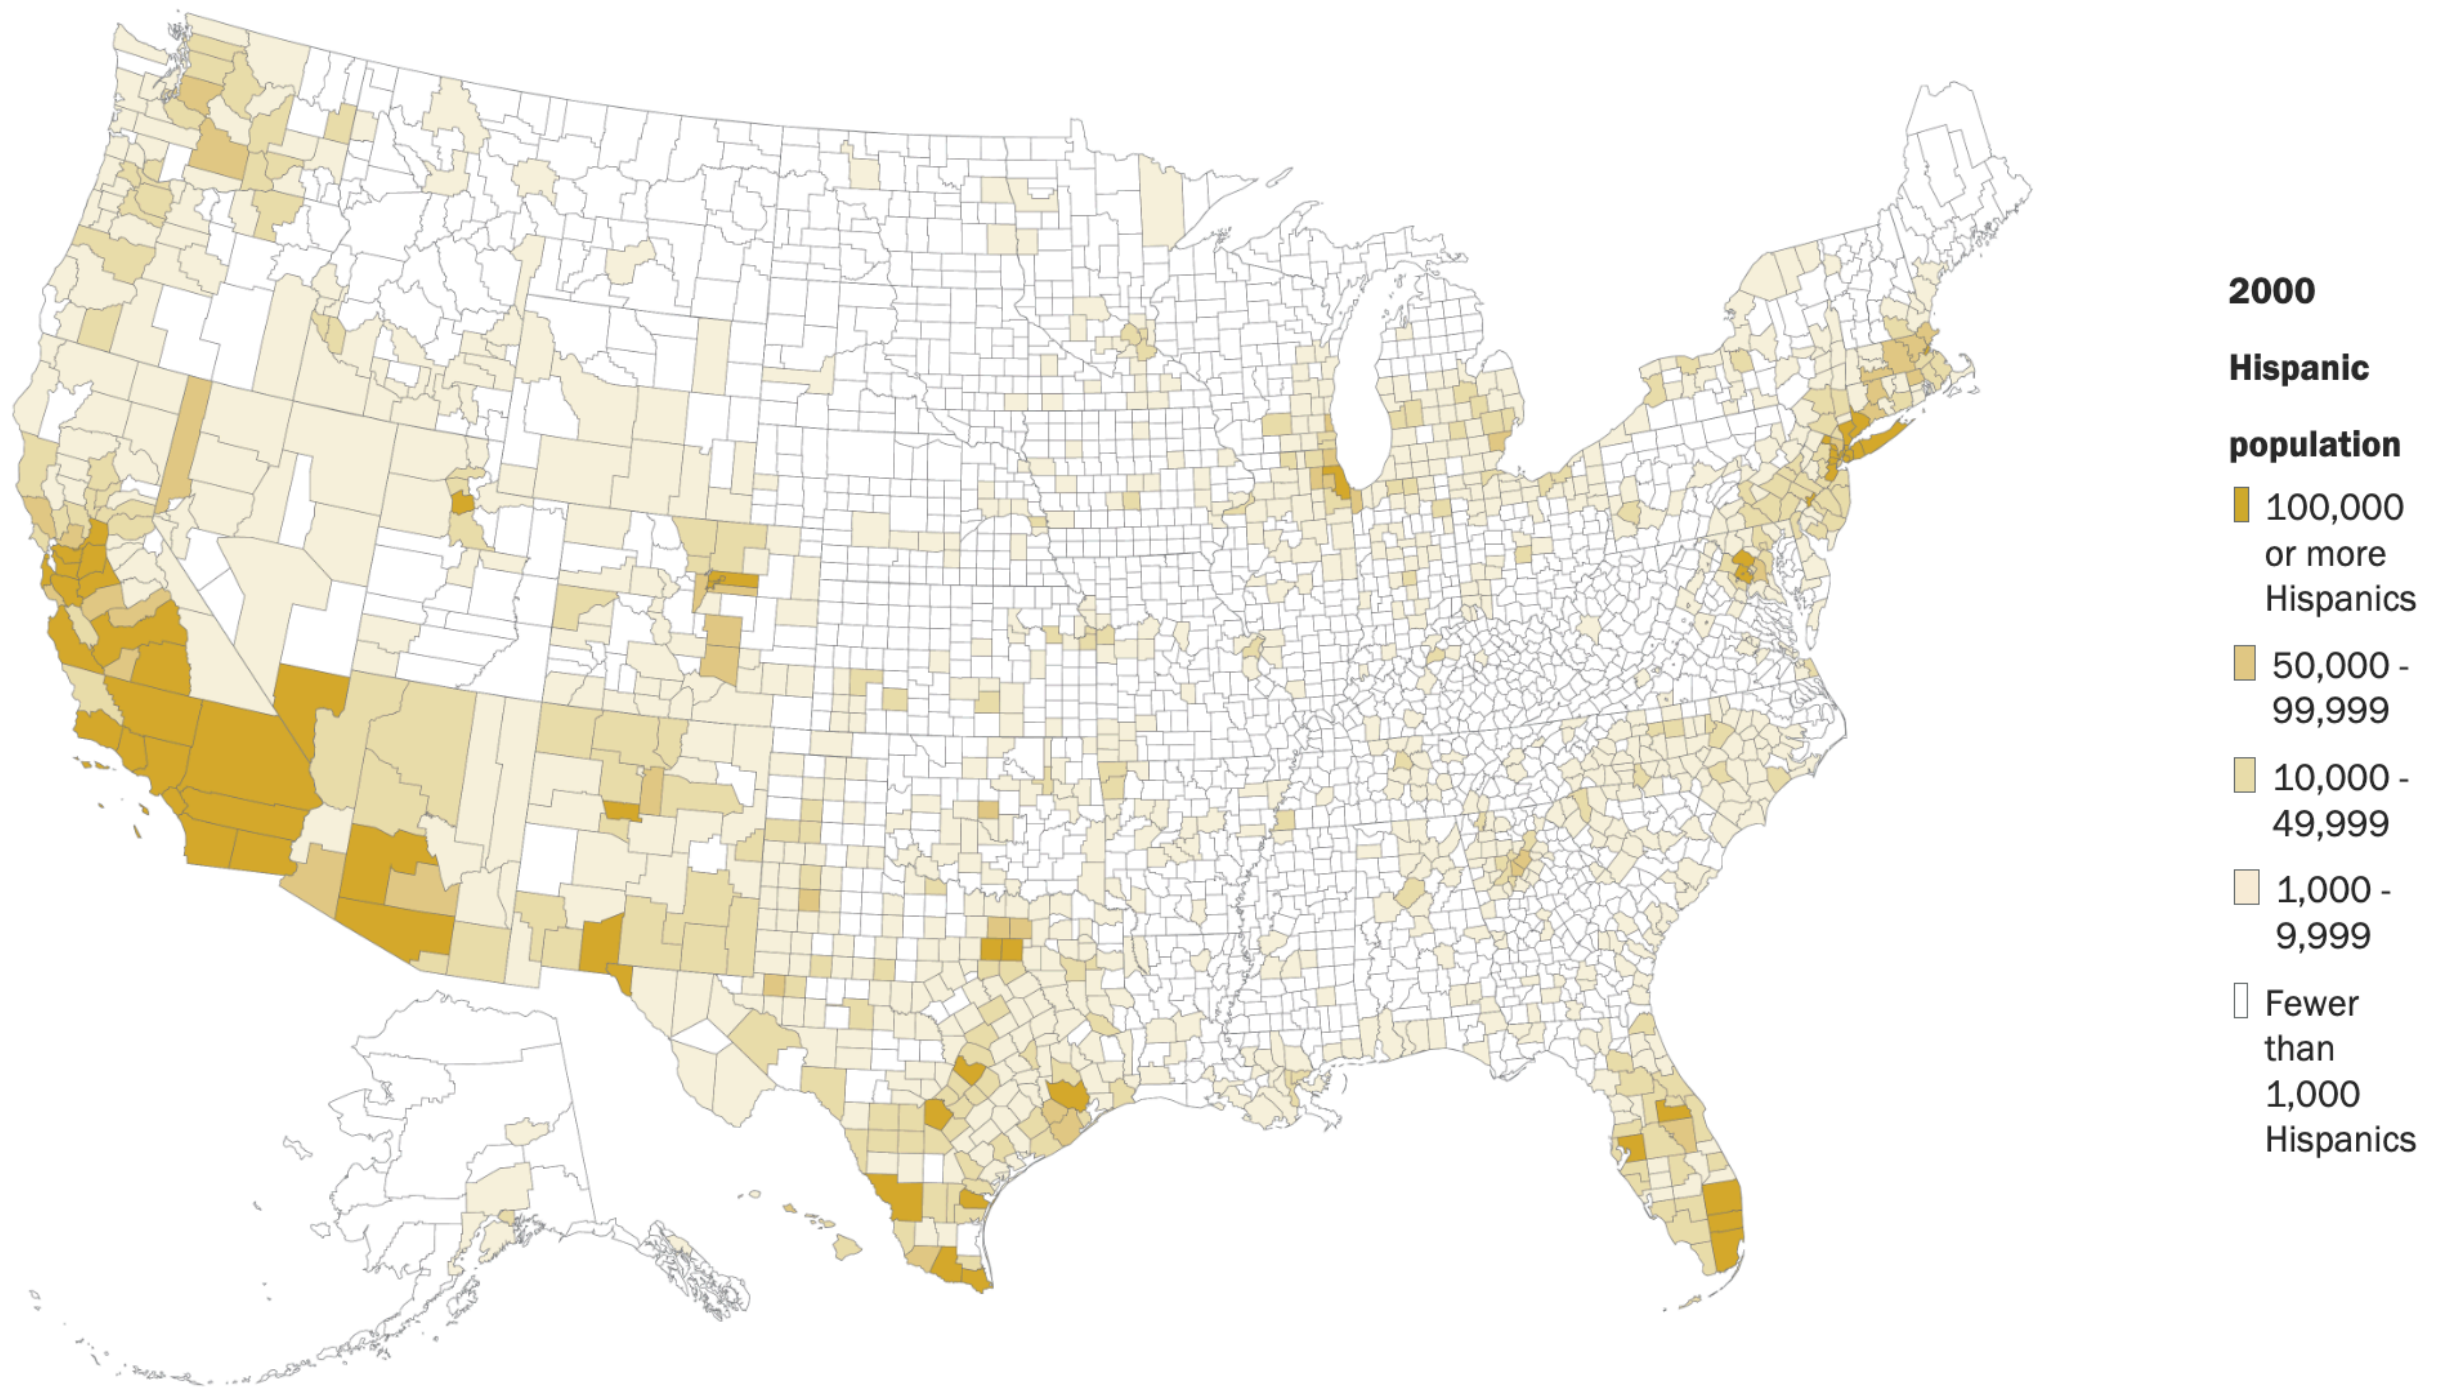 2000
Hispanic
population
100,000
or more
Hispanics
50,000 -
99,999
10,000 -
49,999
1,000 -
9,999
Fewer
than
1,000
Hispanics